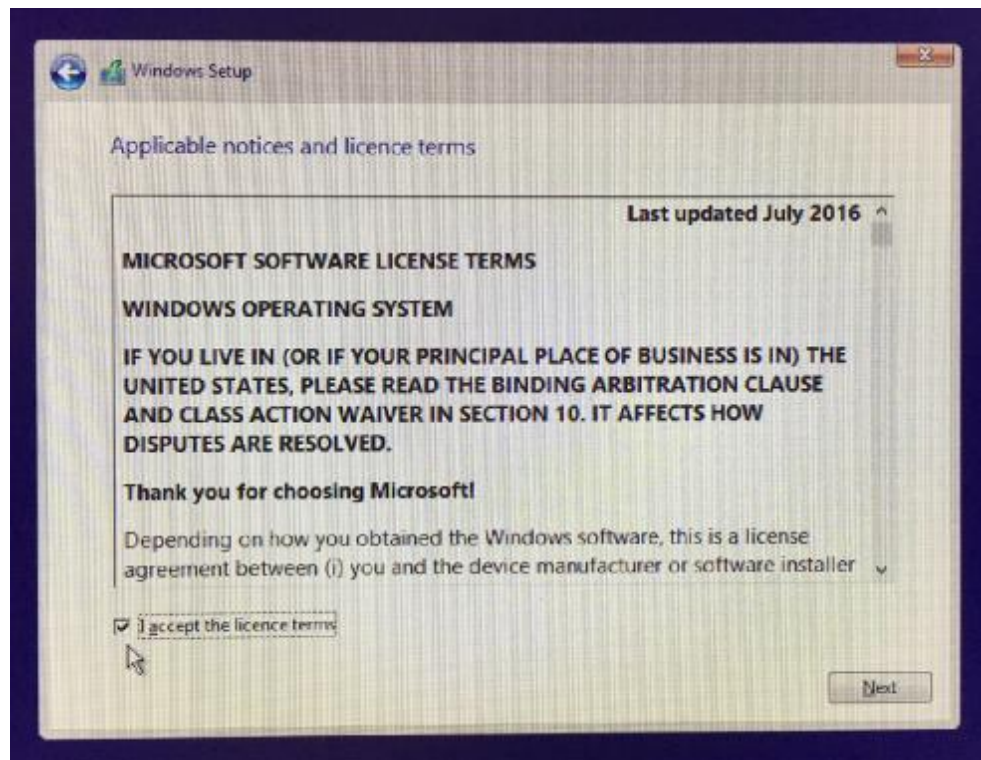 Windows Setup
Applicable notices and licence terms
Last updated July 2016
MICROSOFT SOFTWARE LICENSE TERMS
WINDOWS OPERATING SYSTEM
IF YOU LIVE IN (OR IF YOUR PRINCIPAL PLACE OF BUSINESS IS IN) THE
UNITED STATES, PLEASE READ THE BINDING ARBITRATION CLAUSE
AND CLASS ACTION WAIVER IN SECTION 10. IT AFFECTS HOW
DISPUTES ARE RESOLVED.
Thank you for choosing Microsoft!
Depending on how you obtained the Windows software, this is a license
agreement between (i) you and the device manufacturer or software installer
I accept the licence terms
Next